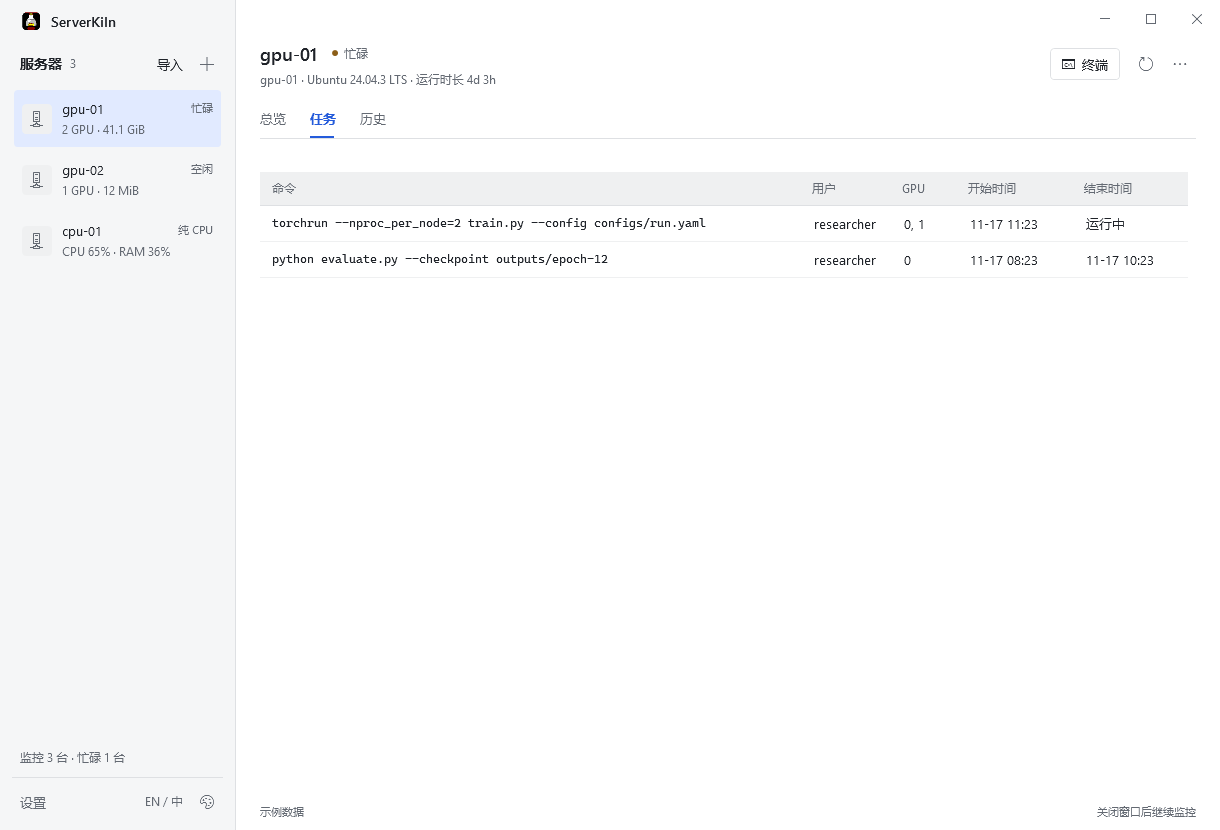 ServerKiln
服务器 3 导入
gpu-01 忙碌
2 GPU · 41.1 GiB
gpu-02 空闲
1 GPU · 12 MiB
cpu-01 纯 CPU
CPU 65% · RAM 36%
监控 3 台 · 忙碌 1 台
设置 EN / 中
gpu-01 忙碌
gpu-01 · Ubuntu 24.04.3 LTS · 运行时长 4d 3h
终端
总览 任务 历史
命令 用户 GPU 开始时间 结束时间
torchrun --nproc_per_node=2 train.py --config configs/run.yaml researcher 0, 1 11-17 11:23 运行中
python evaluate.py --checkpoint outputs/epoch-12 researcher 0 11-17 08:23 11-17 10:23
示例数据 关闭窗口后继续监控